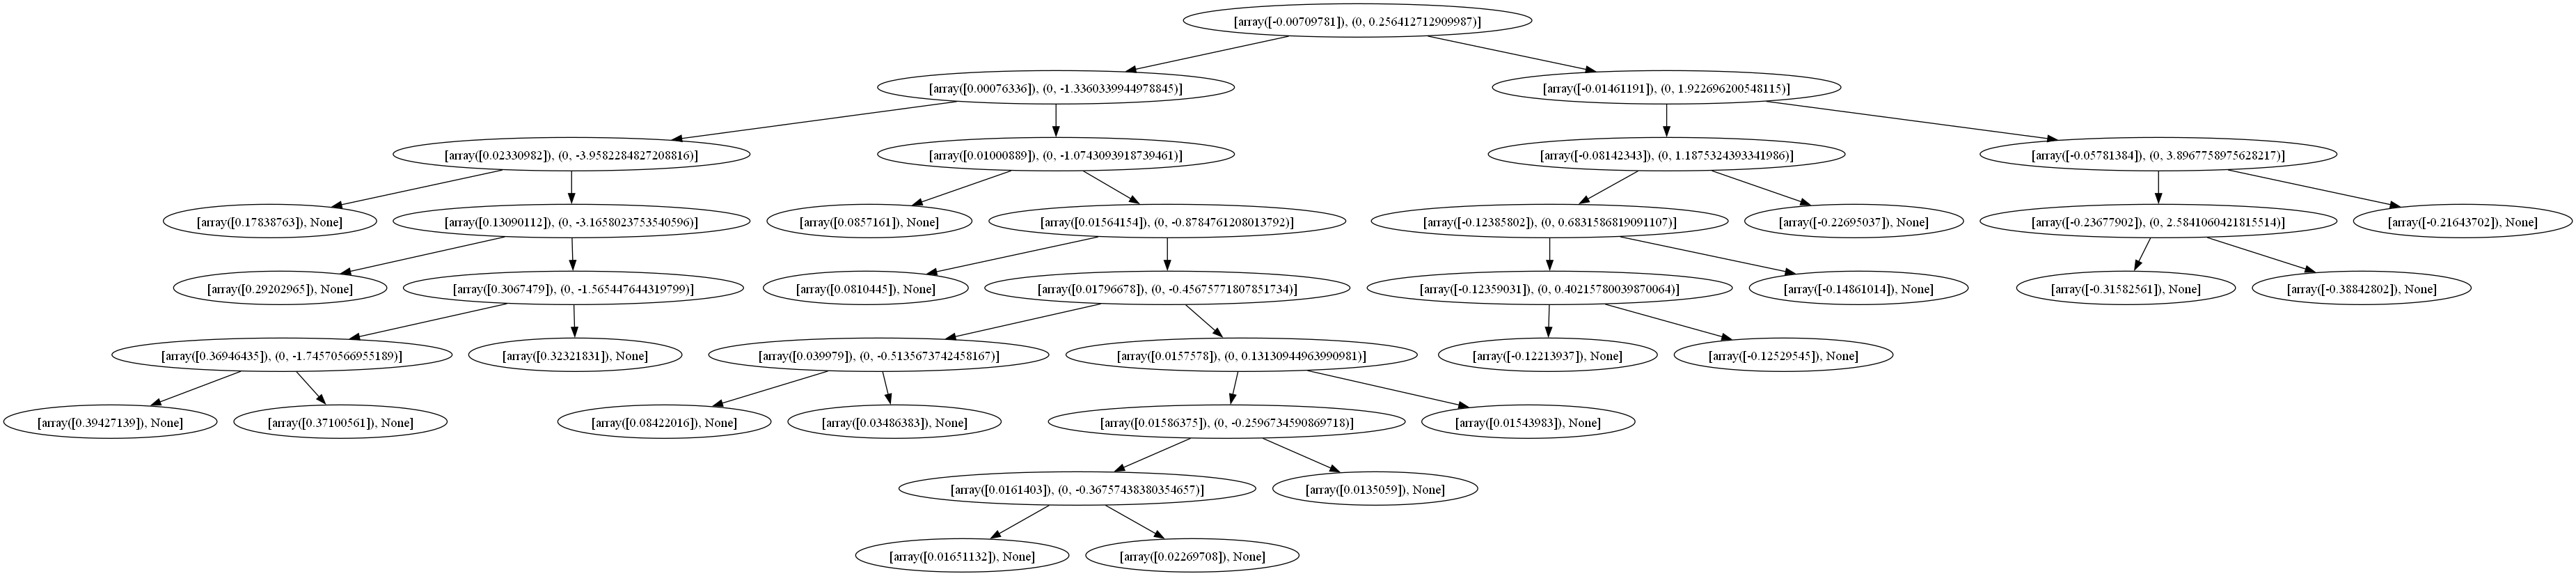 [array([-0.00709781]), (0, 0.256412712909987)]
[array([0.00076336]), (0, -1.3360339944978845)]
[array([-0.01461191]), (0, 1.922696200548115)]
[array([0.02330982]), (0, -3.9582284827208816)]
[array([0.01000889]), (0, -1.0743093918739461)]
[array([-0.08142343]), (0, 1.1875324393341986)]
[array([-0.05781384]), (0, 3.8967758975628217)]
[array([0.17838763]), None]
[array([0.13090112]), (0, -3.1658023753540596)]
[array([0.0857161]), None]
[array([0.01564154]), (0, -0.8784761208013792)]
[array([-0.12385802]), (0, 0.6831586819091107)]
[array([-0.22695037]), None]
[array([-0.23677902]), (0, 2.5841060421815514)]
[array([-0.21643702]), None]
[array([0.29202965]), None]
[array([0.3067479]), (0, -1.565447644319799)]
[array([0.0810445]), None]
[array([0.01796678]), (0, -0.45675771807851734)]
[array([-0.12359031]), (0, 0.40215780039870064)]
[array([-0.14861014]), None]
[array([-0.31582561]), None]
[array([-0.38842802]), None]
[array([0.36946435]), (0, -1.74570566955189)]
[array([0.32321831]), None]
[array([0.039979]), (0, -0.5135673742458167)]
[array([0.0157578]), (0, 0.13130944963990981)]
[array([-0.12213937]), None]
[array([-0.12529545]), None]
[array([0.39427139]), None]
[array([0.37100561]), None]
[array([0.08422016]), None]
[array([0.03486383]), None]
[array([0.01586375]), (0, -0.2596734590869718)]
[array([0.01543983]), None]
[array([0.0161403]), (0, -0.36757438380354657)]
[array([0.0135059]), None]
[array([0.01651132]), None]
[array([0.02269708]), None]